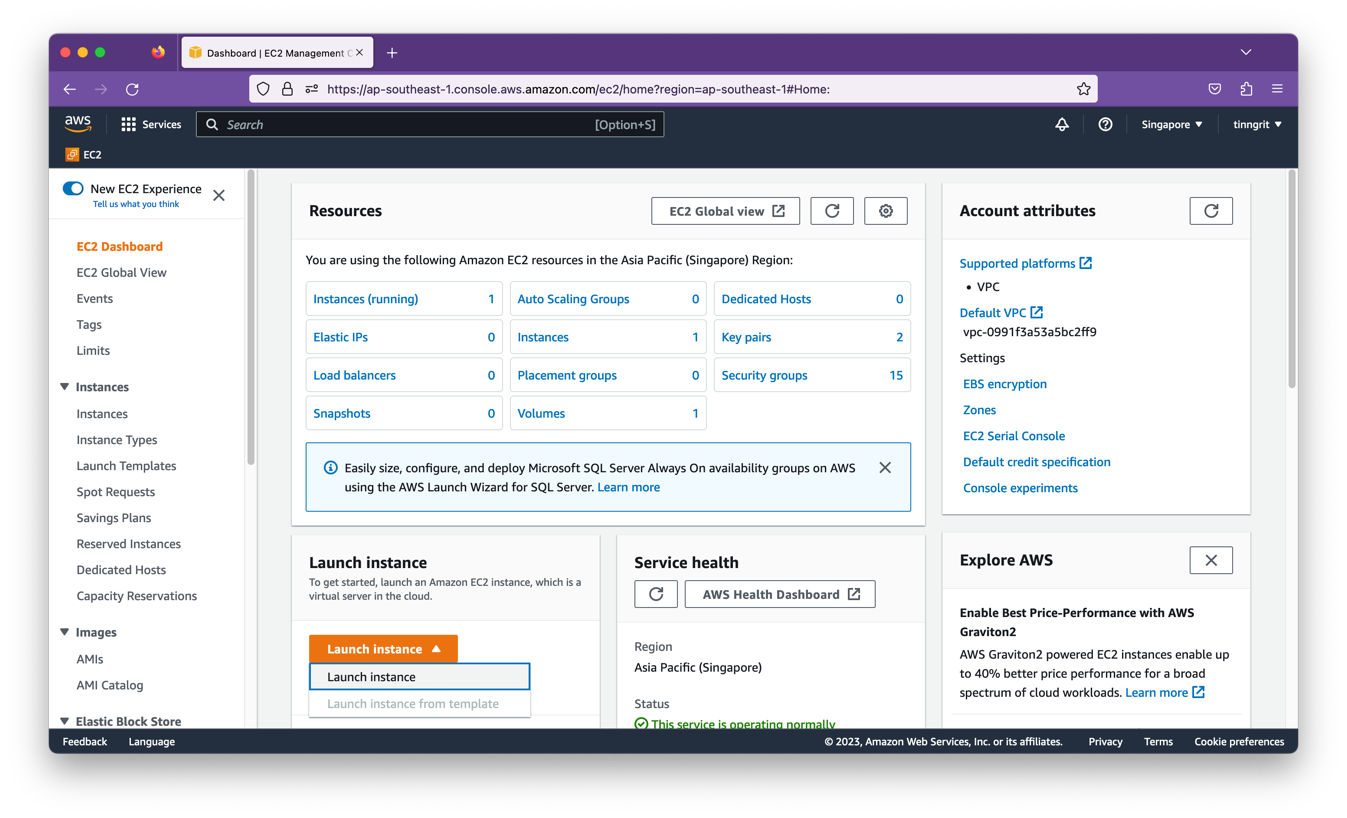 Dashboard | EC2 Management C
https://ap-southeast-1.console.aws.amazon.com/ec2/home?region=ap-southeast-1#Home:
aws
Services
Search
[Option+S]
Singapore
tinngrit
EC2
New EC2 Experience
Tell us what you think
EC2 Dashboard
EC2 Global View
Events
Tags
Limits
Instances
Instances
Instance Types
Launch Templates
Spot Requests
Savings Plans
Reserved Instances
Dedicated Hosts
Capacity Reservations
Images
AMIs
AMI Catalog
Elastic Block Store
Resources
EC2 Global view
You are using the following Amazon EC2 resources in the Asia Pacific (Singapore) Region:
Instances (running) 1
Auto Scaling Groups 0
Dedicated Hosts 0
Elastic IPs 0
Instances 1
Key pairs 2
Load balancers 0
Placement groups 0
Security groups 15
Snapshots 0
Volumes 1
Easily size, configure, and deploy Microsoft SQL Server Always On availability groups on AWS
using the AWS Launch Wizard for SQL Server. Learn more
Launch instance
To get started, launch an Amazon EC2 instance, which is a
virtual server in the cloud.
Launch instance
Launch instance
Launch instance from template
Service health
AWS Health Dashboard
Region
Asia Pacific (Singapore)
Status
This service is operating normally
Account attributes
Supported platforms
• VPC
Default VPC
vpc-0991f3a53a5bc2ff9
Settings
EBS encryption
Zones
EC2 Serial Console
Default credit specification
Console experiments
Explore AWS
Enable Best Price-Performance with AWS
Graviton2
AWS Graviton2 powered EC2 instances enable up
to 40% better price performance for a broad
spectrum of cloud workloads. Learn more
Feedback
Language
© 2023, Amazon Web Services, Inc. or its affiliates.
Privacy
Terms
Cookie preferences